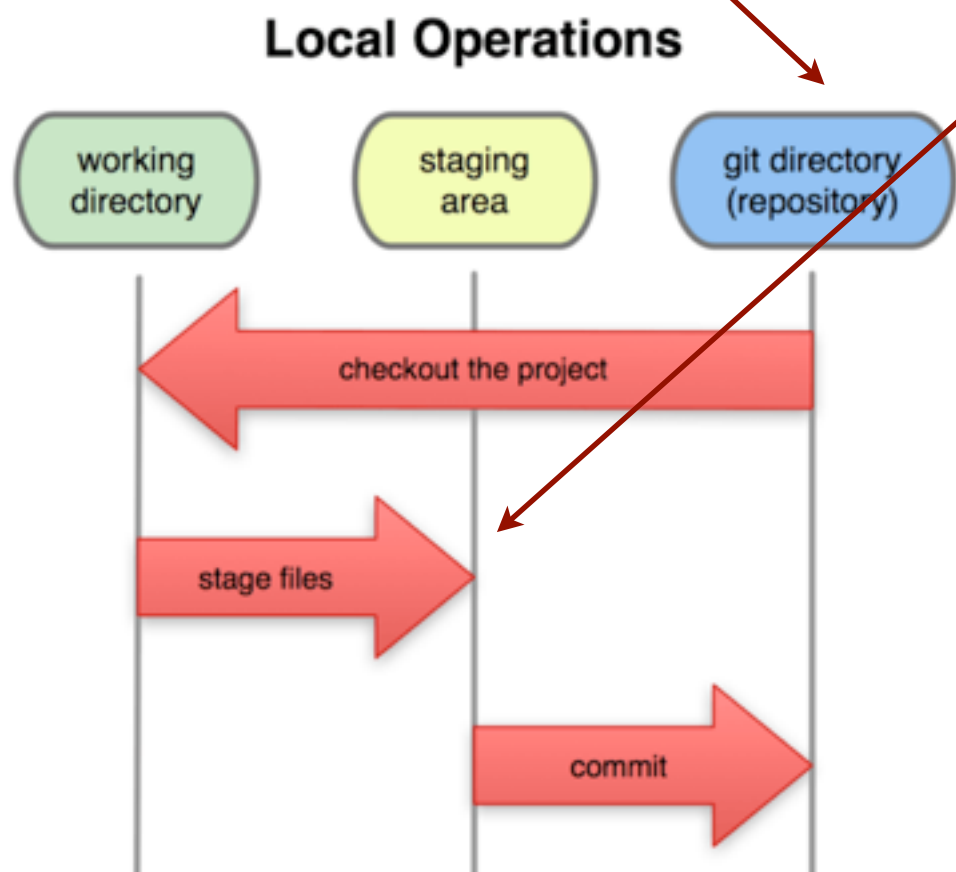 Local Operations
working
directory
staging
area
git directory
(repository)
checkout the project
stage files
commit